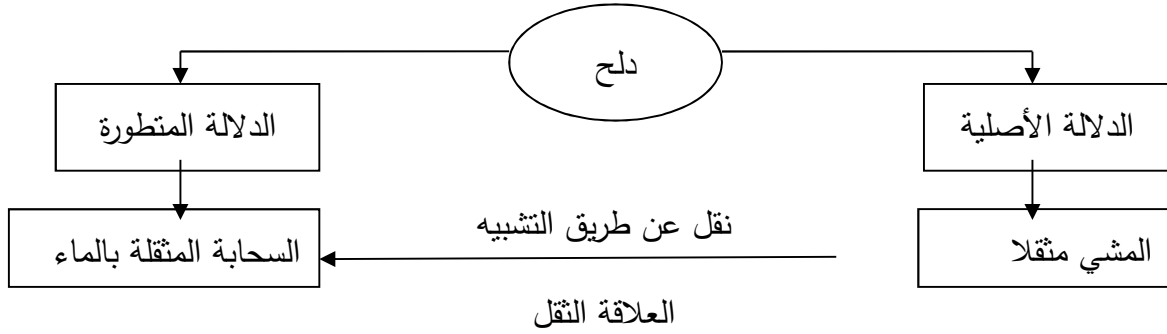 دلح
الدلالة الأصلية
الدلالة المتطورة
المشي مثقلا
نقل عن طريق التشبيه
السحابة المثقلة بالماء
العلاقة الثقل